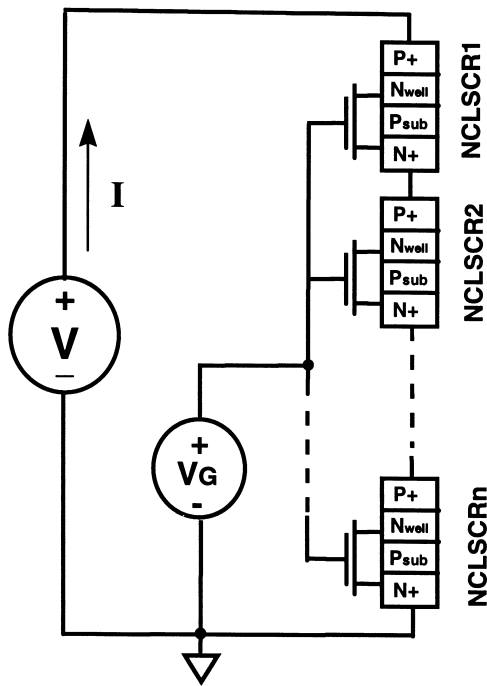 P+
Nwell
Psub
N+
NCLSCR1
I
P+
Nwell
Psub
N+
NCLSCR2
+
V
–
+
VG
-
P+
Nwell
Psub
N+
NCLSCRn